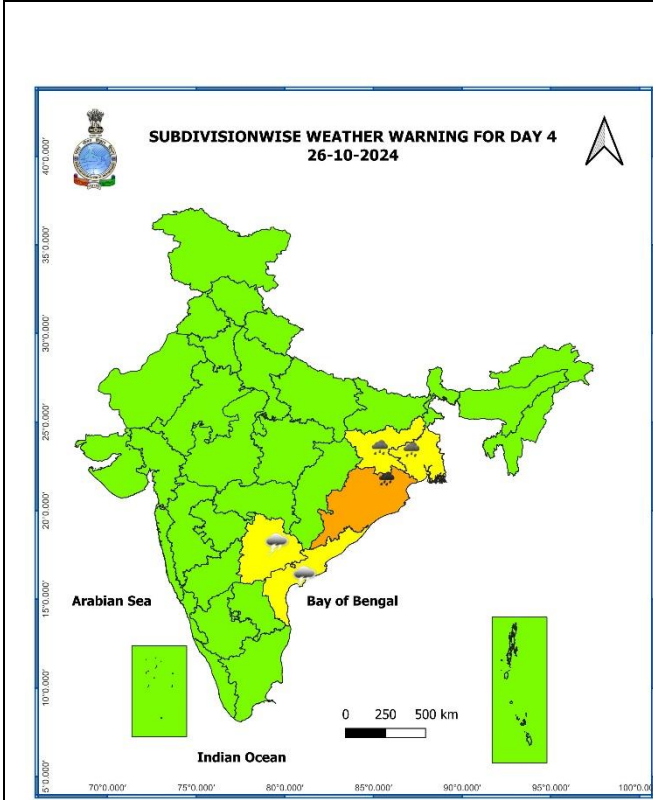 SUBDIVISIONWISE WEATHER WARNING FOR DAY 4
26-10-2024
40°0.000'
35°0.000'
30°0.000'
25°0.000'
20°0.000'
15°0.000'
10°0.000'
5°0.000'
Arabian Sea
Bay of Bengal
0 250 500 km
Indian Ocean
70°0.000' 75°0.000' 80°0.000' 85°0.000' 90°0.000' 95°0.000' 100°0.0